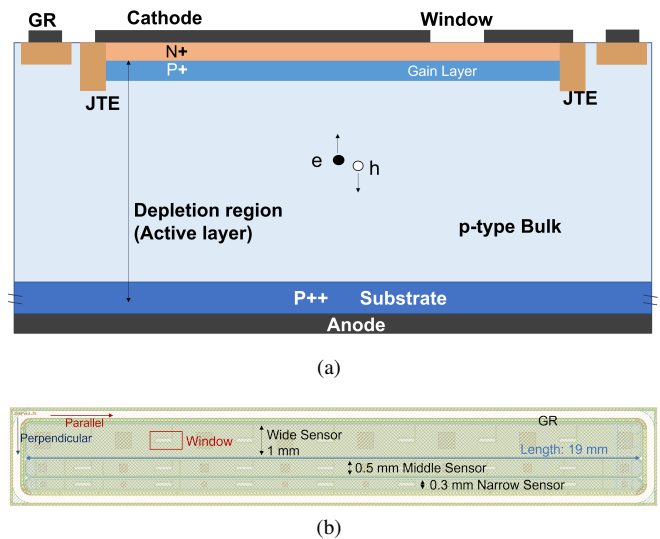 GR
Cathode
Window
N+
P+
Gain Layer
JTE
JTE
e
h
Depletion region
(Active layer)
p-type Bulk
P++ Substrate
Anode
(a)
Parallel
GR
Perpendicular
Window
Wide Sensor
1 mm
Length: 19 mm
0.5 mm Middle Sensor
0.3 mm Narrow Sensor
(b)